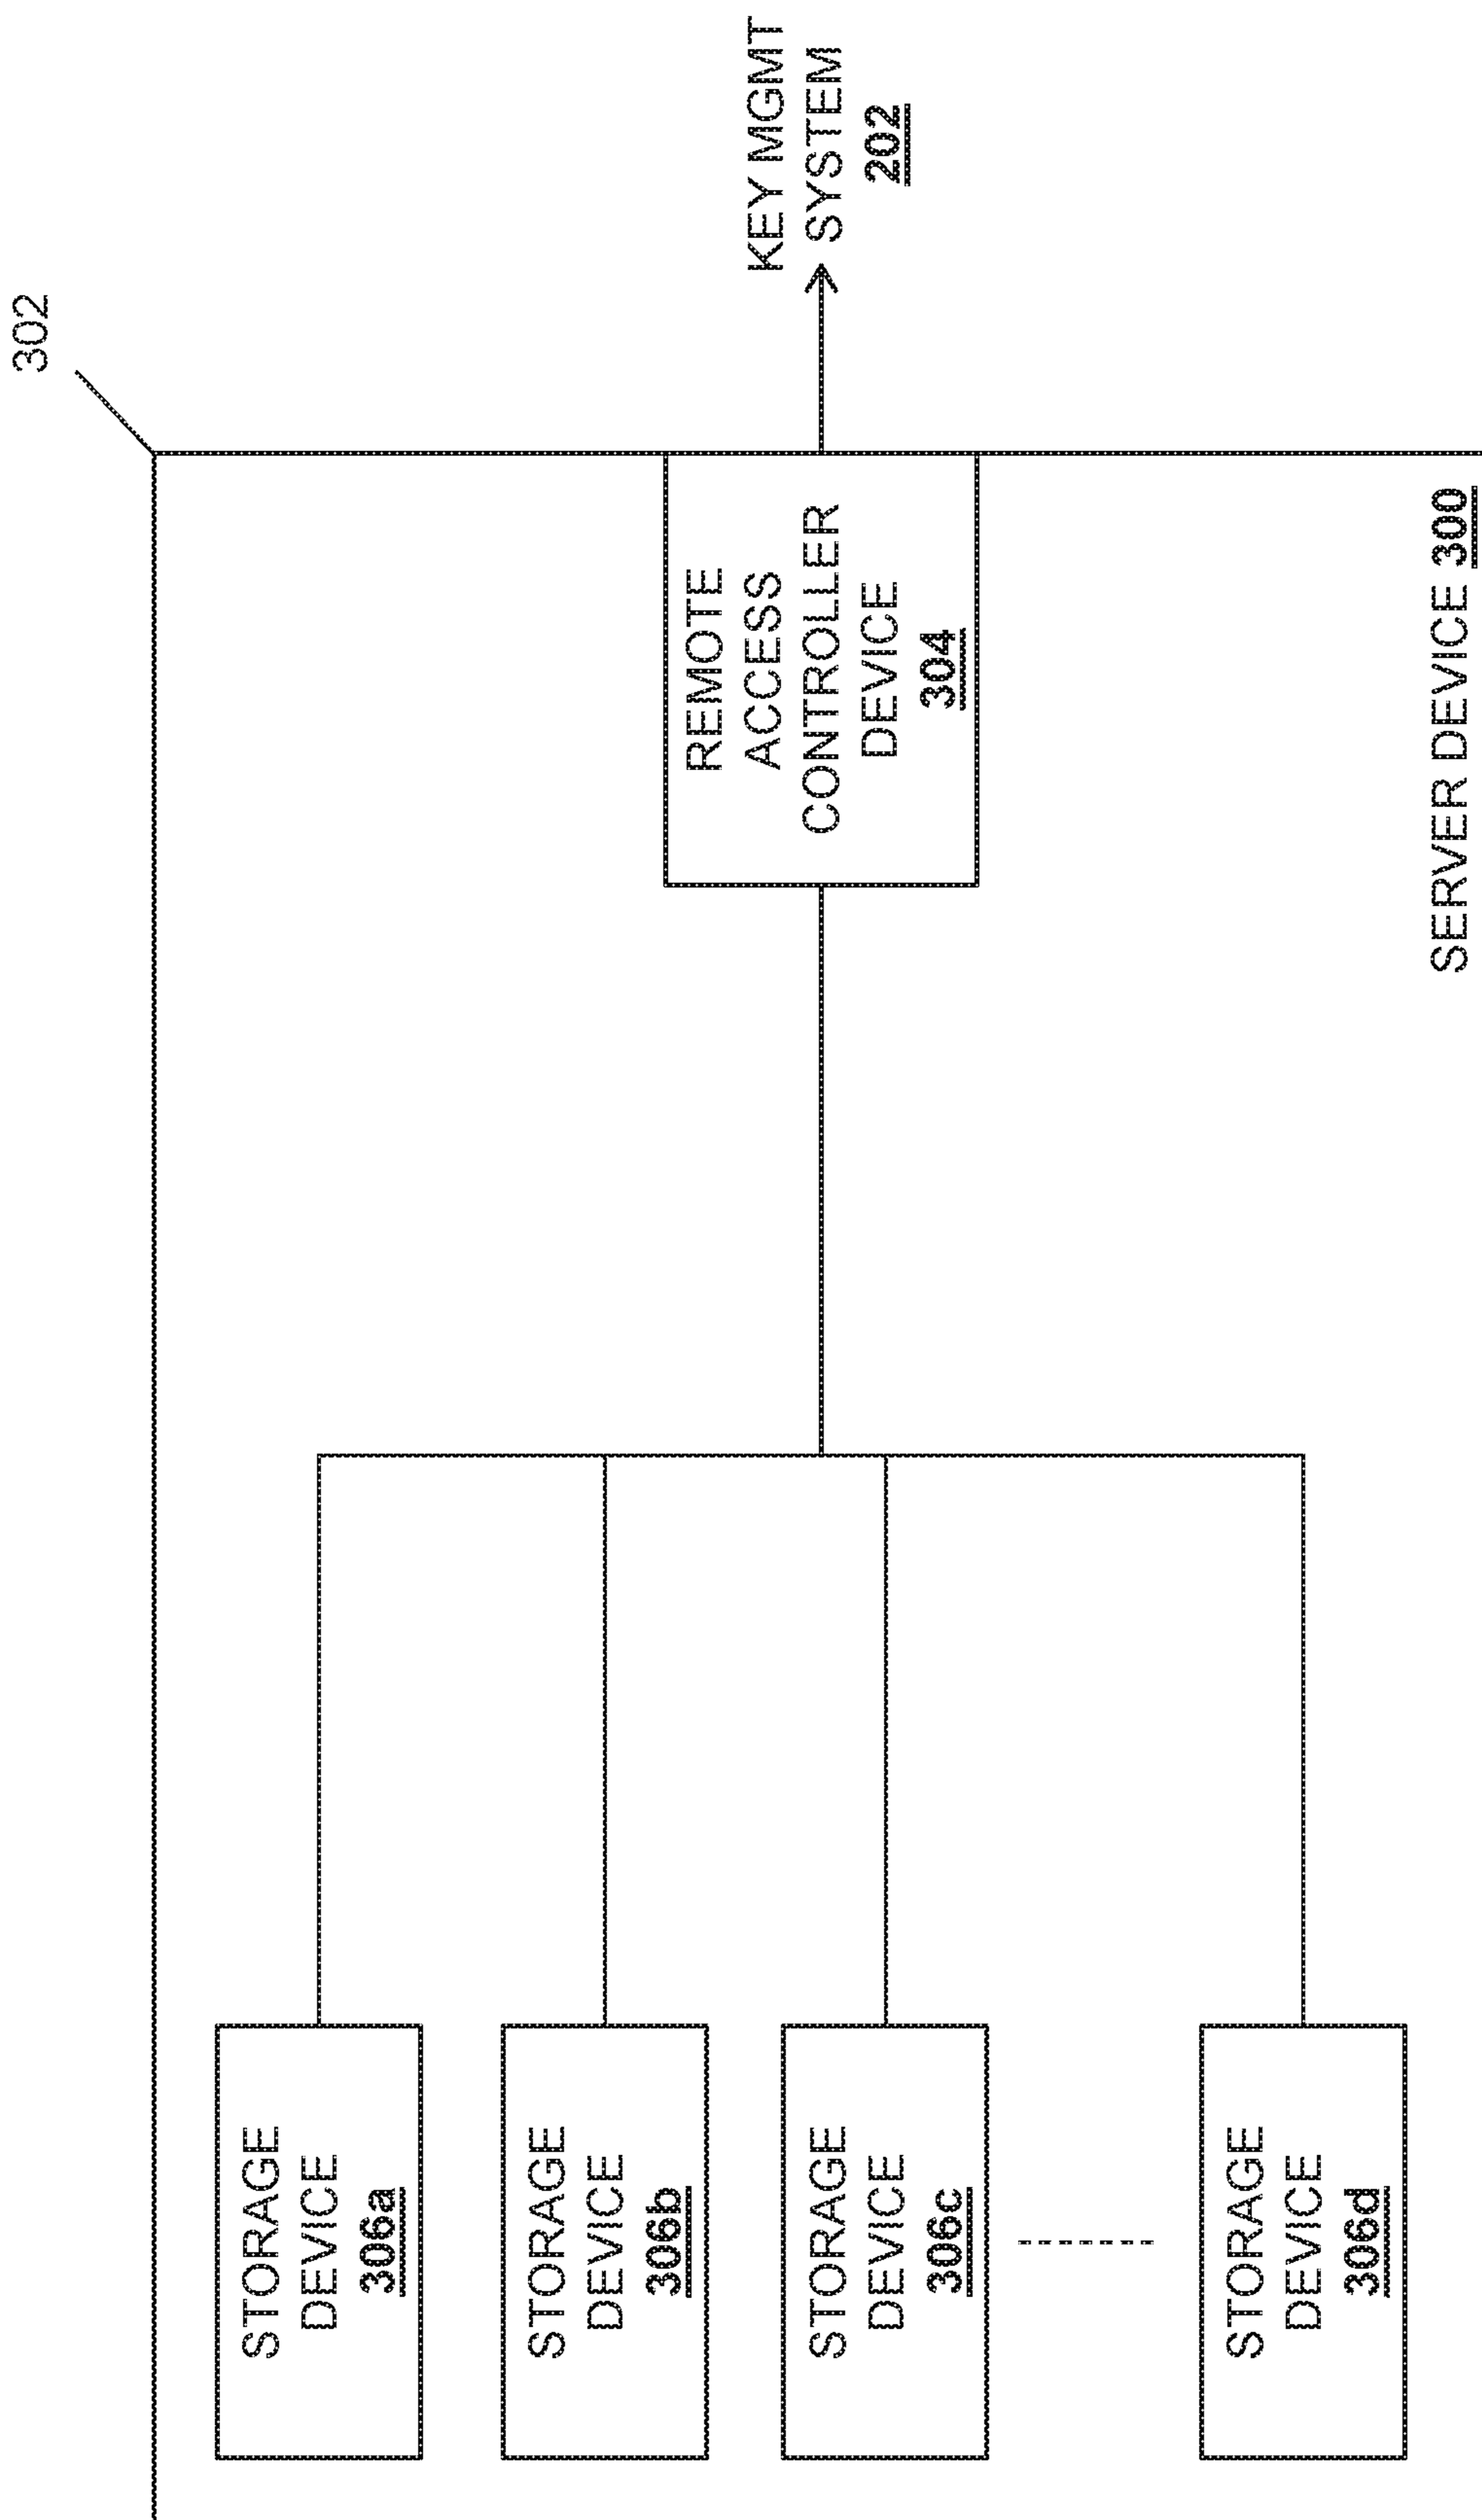 302
KEY MGMT
SYSTEM
202
REMOTE
ACCESS
CONTROLLER
DEVICE
304
STORAGE
DEVICE
306a
STORAGE
DEVICE
306b
STORAGE
DEVICE
306c
STORAGE
DEVICE
306d
SERVER DEVICE 300